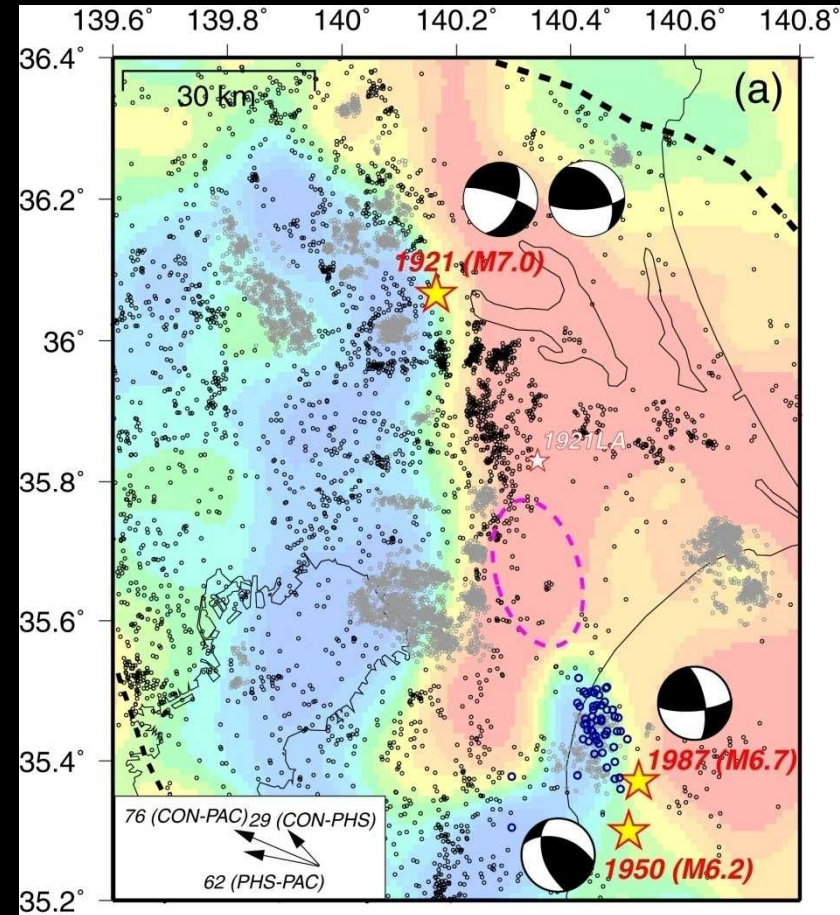 139.6° 139.8° 140° 140.2° 140.4° 140.6° 140.8°
36.4°
30 km
(a)
36.2°
1921 (M7.0)
36°
1921LA
35.8°
35.6°
1987 (M6.7)
35.4°
76 (CON-PAC) 29 (CON-PHS)
62 (PHS-PAC)
1950 (M6.2)
35.2°